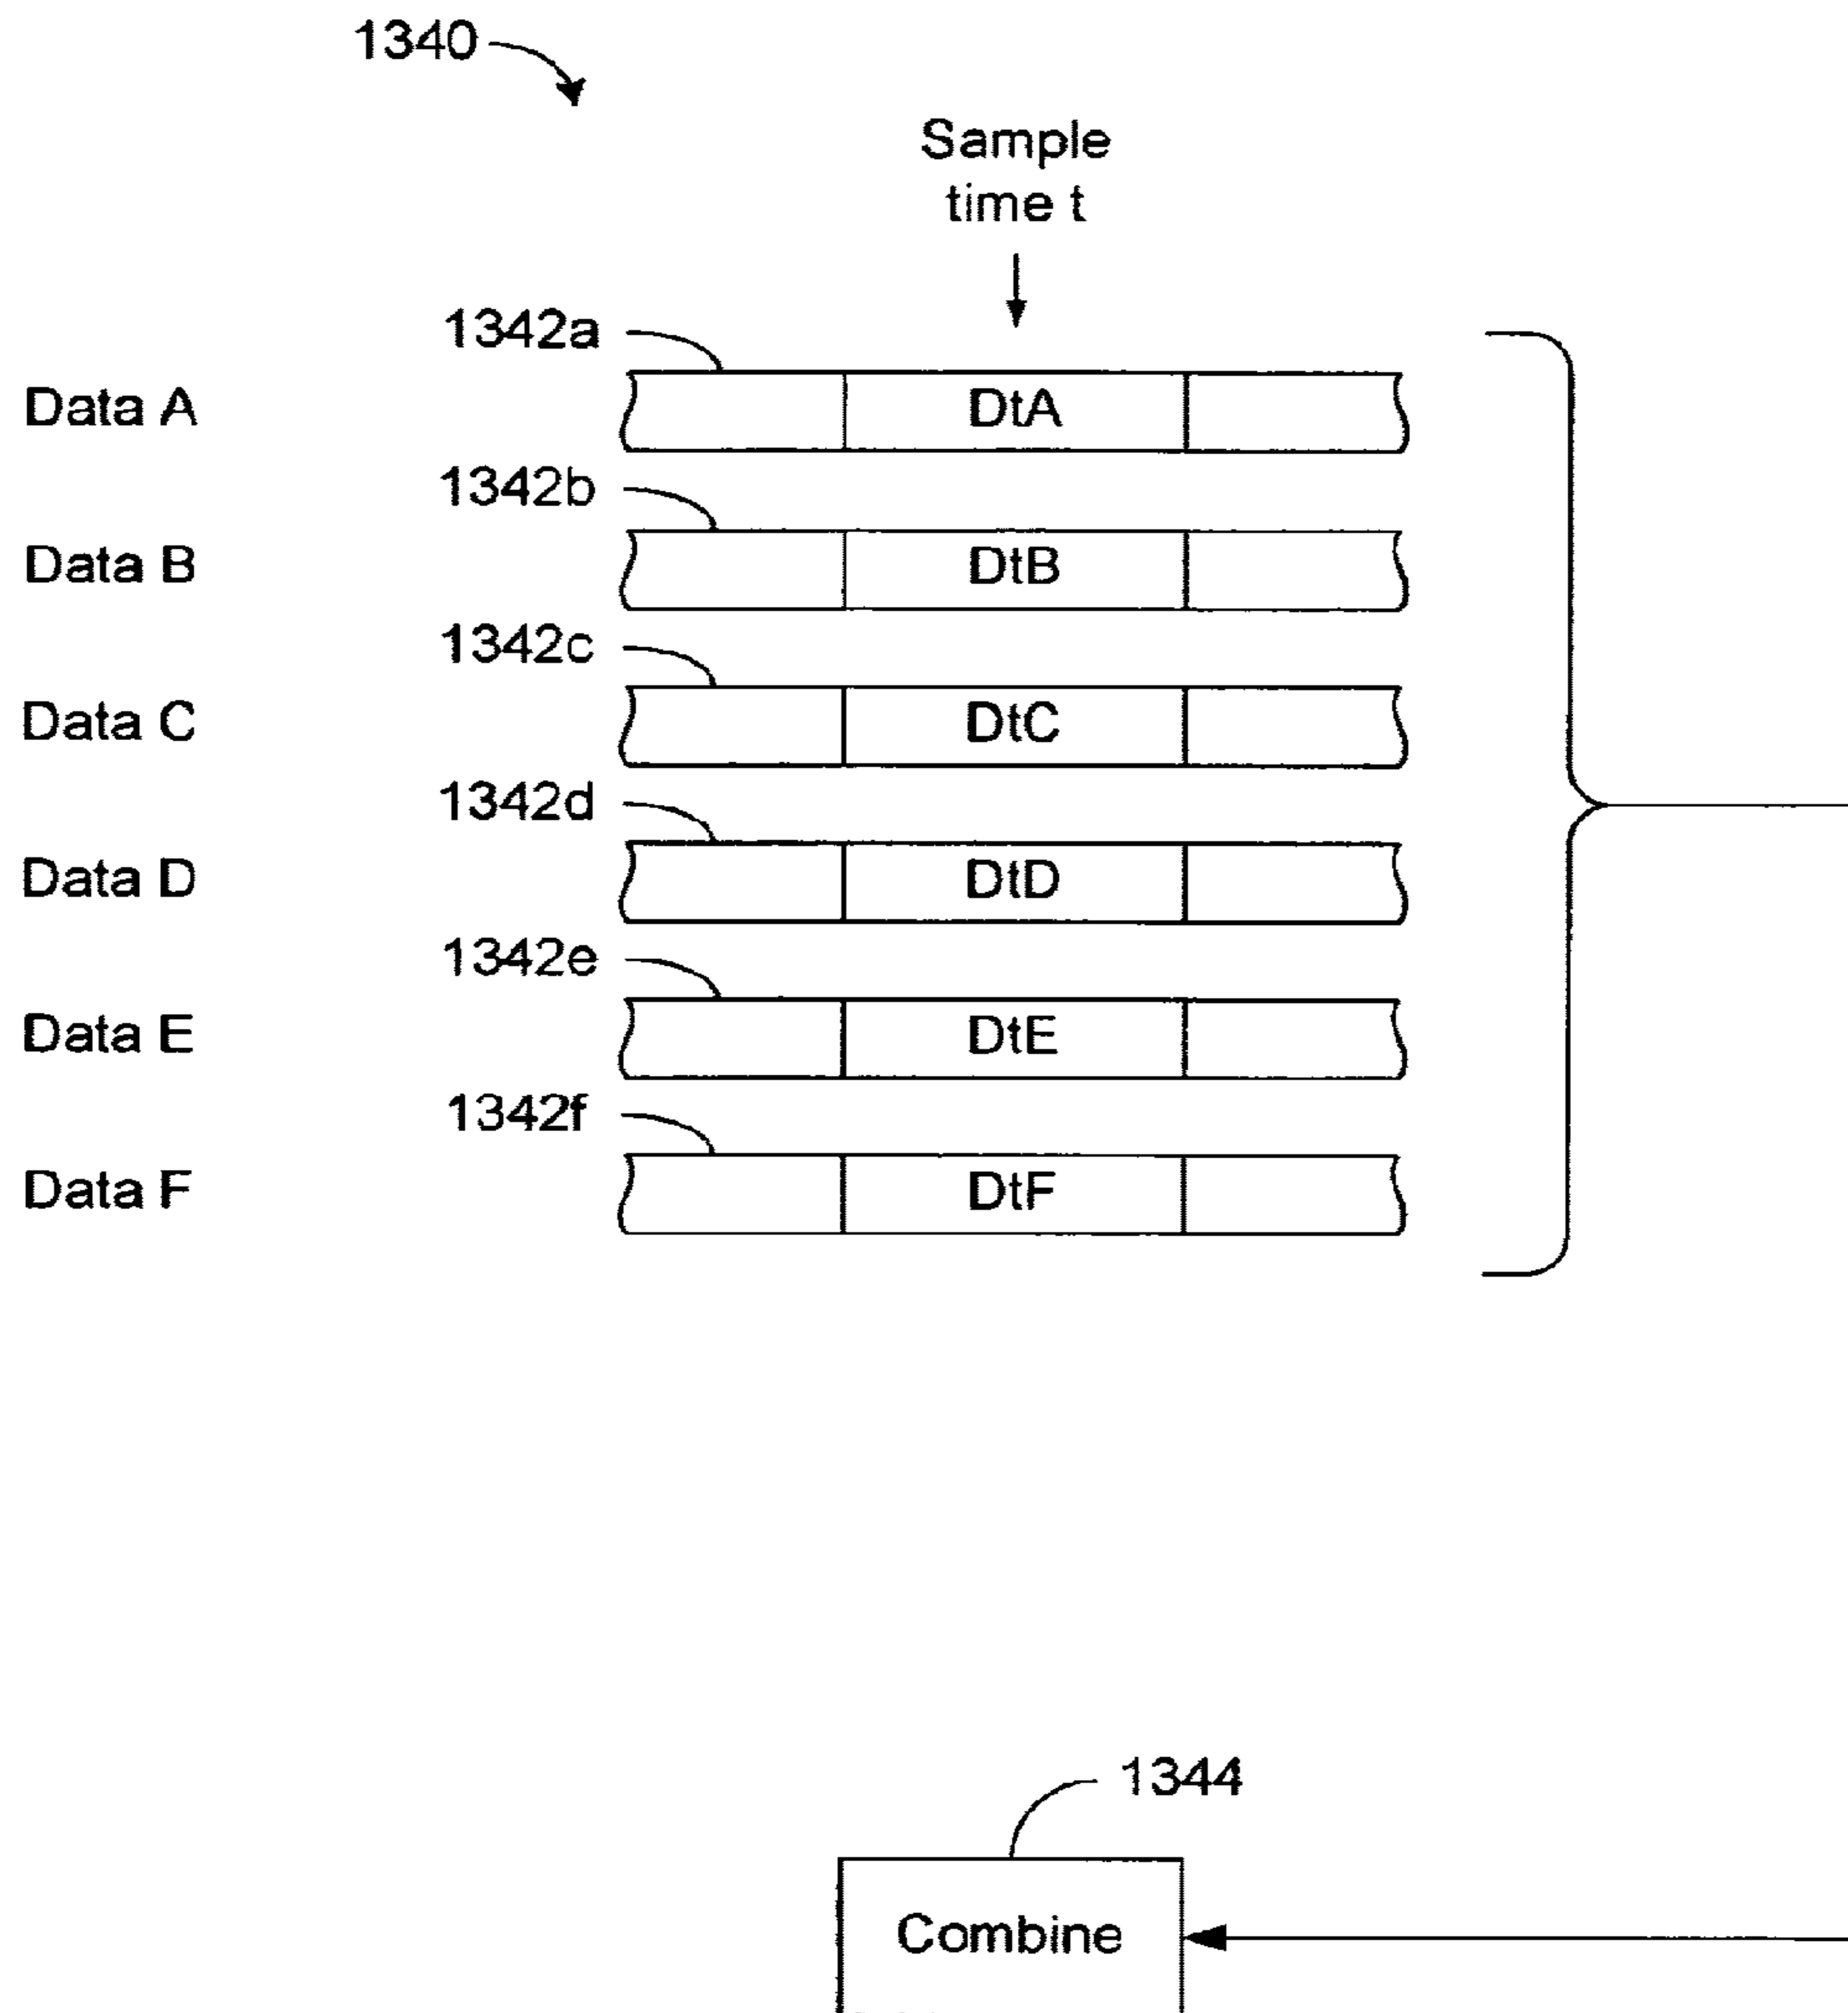 1340
Sample
time t
1342a
Data A
DtA
1342b
Data B
DtB
1342c
Data C
DtC
1342d
Data D
DtD
1342e
Data E
DtE
1342f
Data F
DtF
1344
Combine